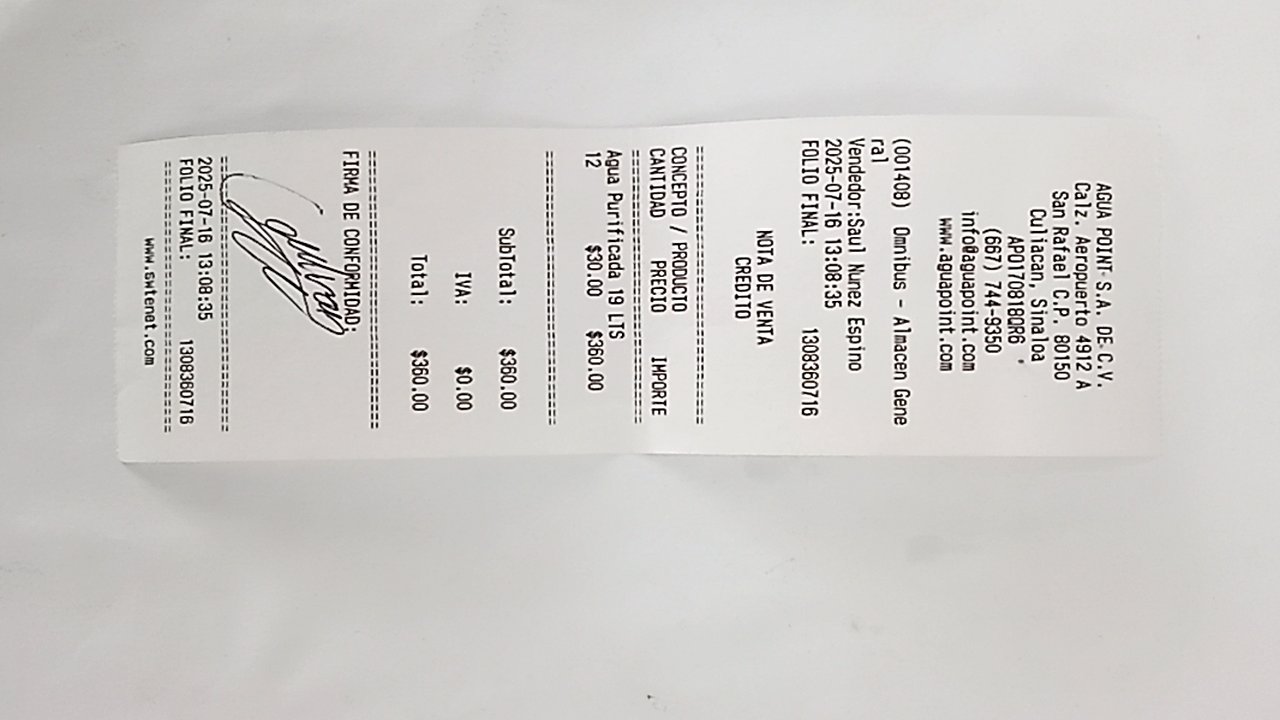 AGUA POINT S.A. DE C.V.
Calz. Aeropuerto 4912 A
San Rafael C.P. 80150
Culiacan, Sinaloa
APO170818QR6
(667) 744-9350
info@aguapoint.com
www.aguapoint.com
(001408) Omnibus - Almacen Gene
ral
Vendedor:Saul Nunez Espino
2025-07-16 13:08:35
FOLIO FINAL: 1308360716
NOTA DE VENTA
CREDITO
===============================
CONCEPTO / PRODUCTO
CANTIDAD PRECIO IMPORTE
===============================
Agua Purificada 19 LTS
12 $30.00 $360.00
===============================
SubTotal: $360.00
IVA: $0.00
Total: $360.00
===============================
FIRMA DE CONFORMIDAD:
===============================
2025-07-16 13:08:35
FOLIO FINAL: 1308360716
===============================
www.swtenet.com